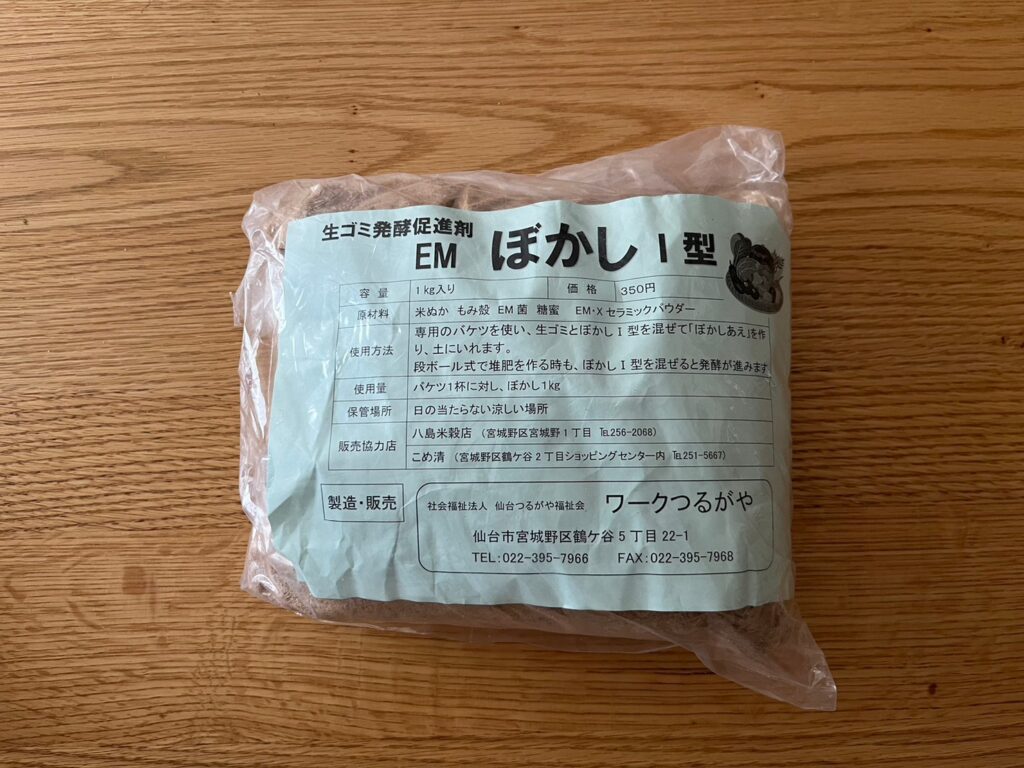 生ゴミ発酵促進剤
EM ぼかし Ⅰ型
容量 1kg入り 価格 350円
原材料 米ぬか もみ殻 EM菌 糖蜜 EM・Xセラミックパウダー
使用方法 専用のバケツを使い、生ゴミとぼかしⅠ型を混ぜて「ぼかしあえ」を作
り、土にいれます。
段ボール式で堆肥を作る時も、ぼかしⅠ型を混ぜると発酵が進みます
使用量 バケツ1杯に対し、ぼかし1kg
保管場所 日の当たらない涼しい場所
販売協力店 八島米穀店 (宮城野区宮城野1丁目 ℡256-2068)
こめ清 (宮城野区鶴ケ谷2丁目ショッピングセンター内 ℡251-5667)
製造・販売
社会福祉法人 仙台つるがや福祉会 ワークつるがや
仙台市宮城野区鶴ケ谷5丁目22-1
TEL:022-395-7966 FAX:022-395-7968